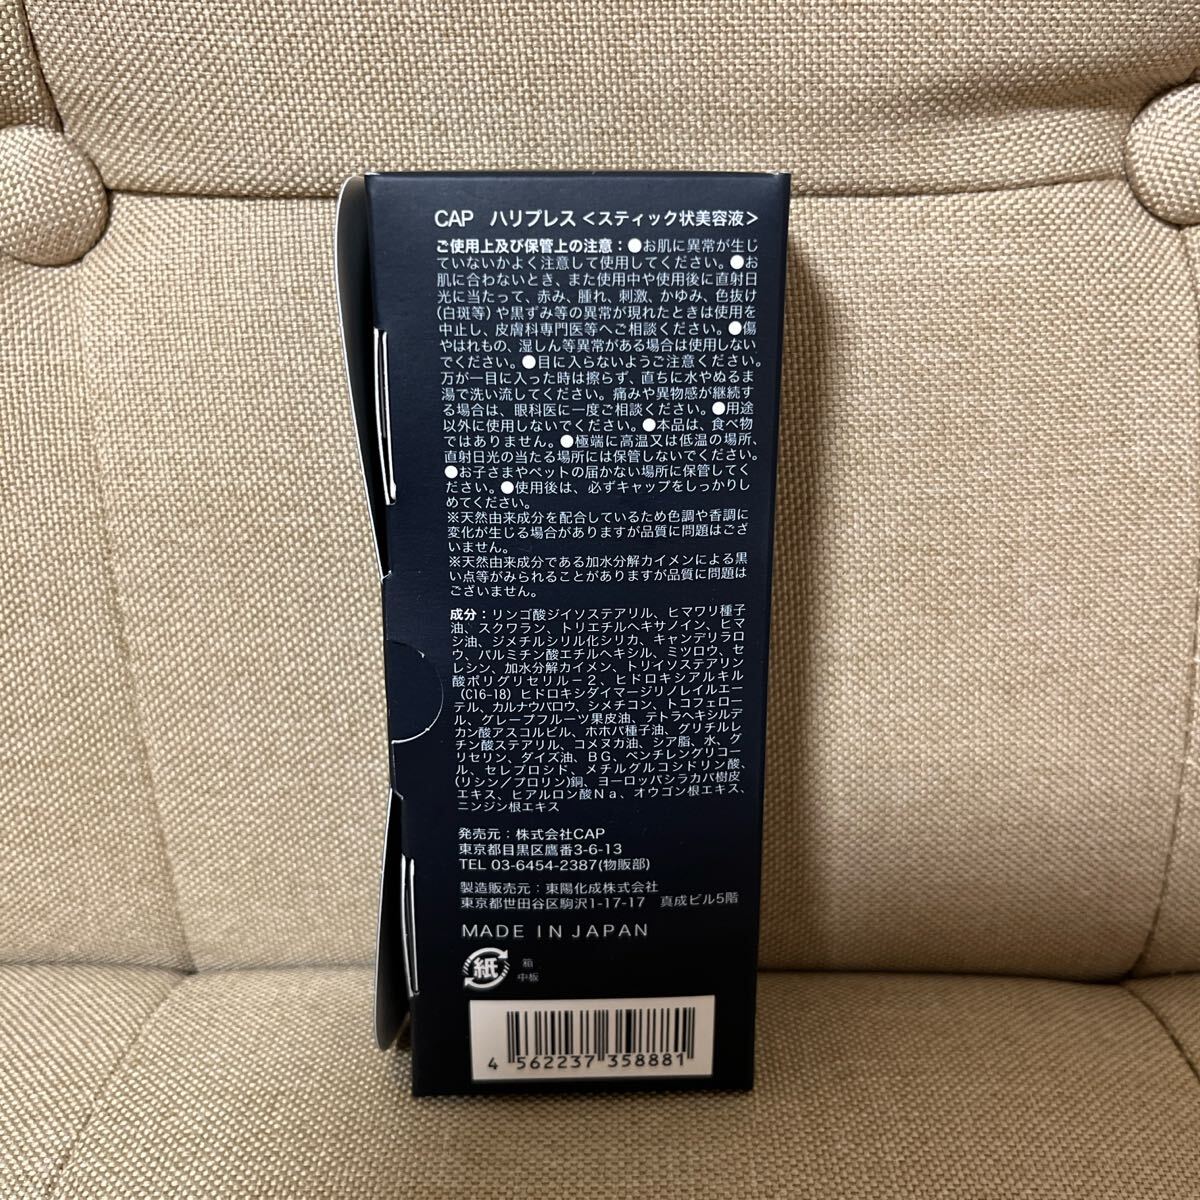 CAP ハリプレス＜スティック状美容液＞
ご使用上及び保管上の注意：●お肌に異常が生じ
ていないかよく注意して使用してください。●お
肌に合わないとき、また使用中や使用後に直射日
光に当たって、赤み、腫れ、刺激、かゆみ、色抜け
（白斑等）や黒ずみ等の異常が現れたときは使用を
中止し、皮膚科専門医等へご相談ください。●傷
やはれもの、湿しん等異常がある場合は使用しない
でください。●目に入らないようご注意ください。
万が一目に入った時は擦らず、直ちに水やぬるま
湯で洗い流してください。痛みや異物感が継続す
る場合は、眼科医に一度ご相談ください。●用途
以外に使用しないでください。●本品は、食べ物
ではありません。●極端に高温又は低温の場所、
直射日光の当たる場所には保管しないでください。
●お子さまやペットの届かない場所に保管してく
ださい。●使用後は、必ずキャップをしっかりし
めてください。
※天然由来成分を配合しているため色調や香調に
変化が生じる場合がありますが品質に問題はござ
いません。
※天然由来成分である加水分解カイメンによる黒
い点等がみられることがありますが品質に問題は
ございません。
成分：リンゴ酸ジイソステアリル、ヒマワリ種子
油、スクワラン、トリエチルヘキサノイン、ヒマ
シ油、ジメチルシリル化シリカ、キャンデリラロ
ウ、パルミチン酸エチルヘキシル、ミツロウ、セ
レシン、加水分解カイメン、トリイソステアリン
酸ポリグリセリル－２、ヒドロキシアルキル
（C16-18）ヒドロキシダイマージリノレイルエー
テル、カルナウバロウ、シメチコン、トコフェロー
ル、グレープフルーツ果皮油、テトラヘキシルデ
カン酸アスコルビル、ホホバ種子油、グリチルレ
チン酸ステアリル、コメヌカ油、シア脂、水、グ
リセリン、ダイズ油、ＢＧ、ペンチレングリコー
ル、セレブロシド、メチルグルコシドリン酸、
（リシン／プロリン）銅、ヨーロッパシラカバ樹皮
エキス、ヒアルロン酸Ｎａ、オウゴン根エキス、
ニンジン根エキス
発売元：株式会社CAP
東京都目黒区鷹番3-6-13
TEL 03-6454-2387(物販部)
製造販売元：東陽化成株式会社
東京都世田谷区駒沢1-17-17 真成ビル5階
MADE IN JAPAN
紙 箱
中板
4 562237 358881